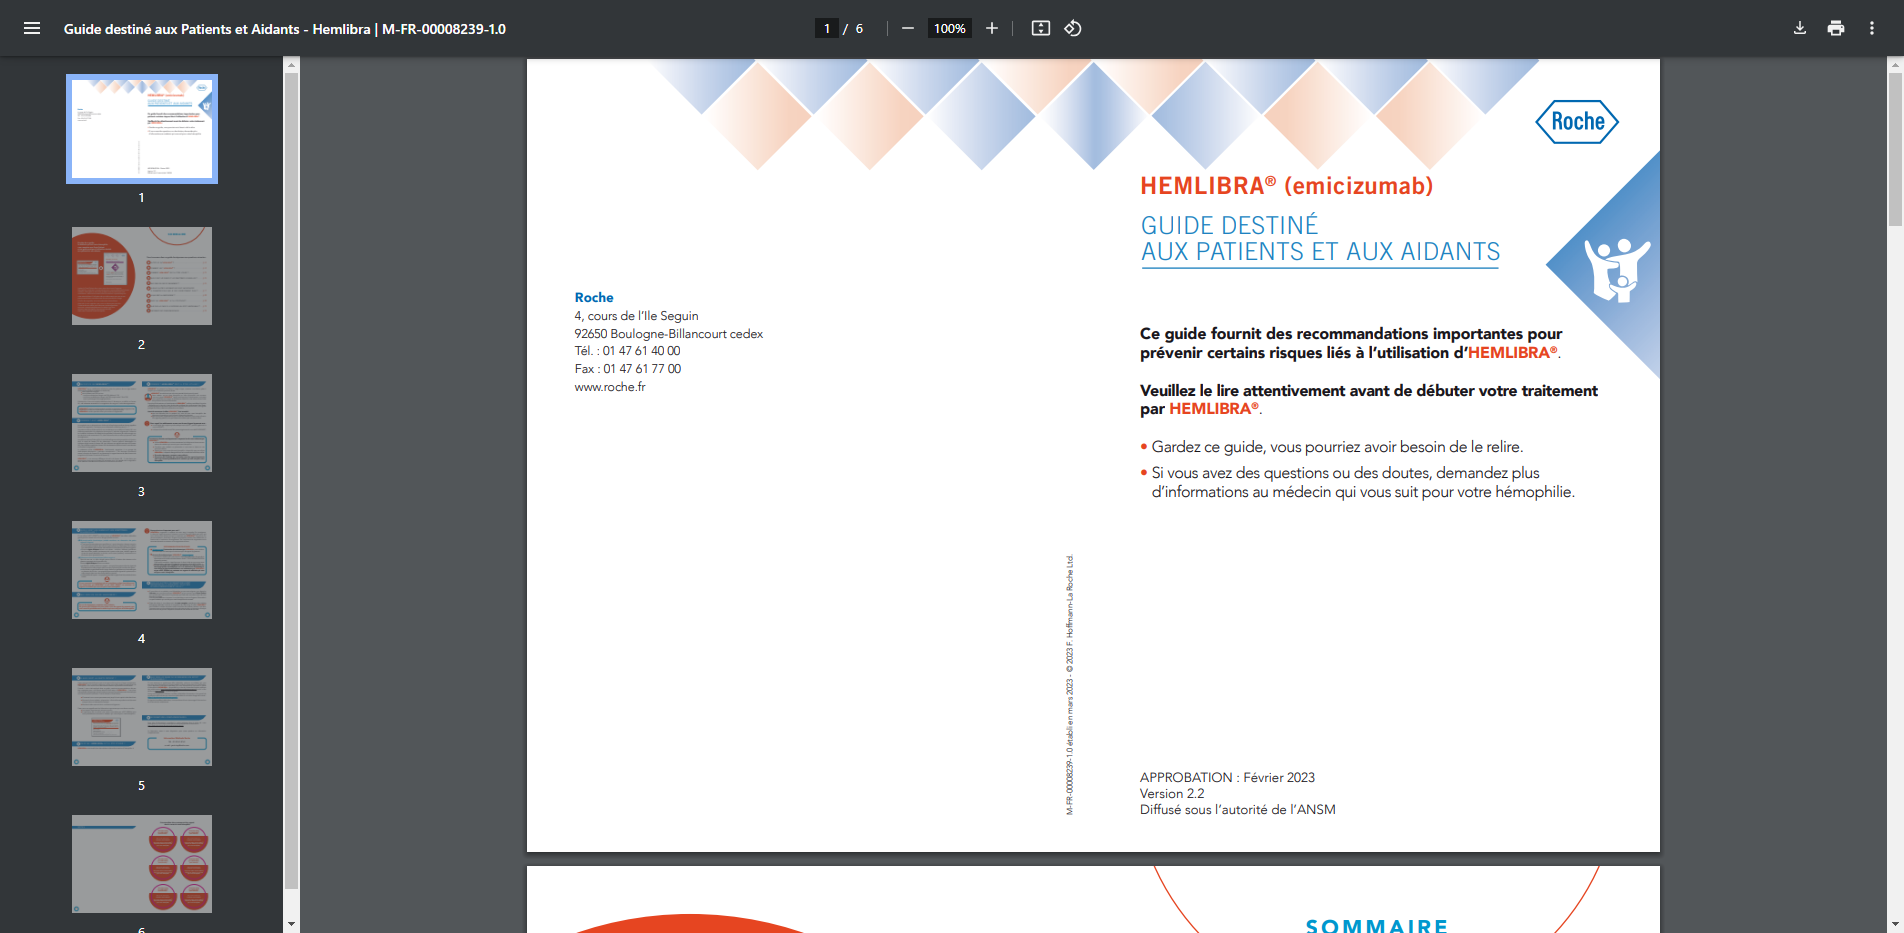 Guide destiné aux Patients et Aidants - Hemlibra | M-FR-00008239-1.0
1 / 6
100%
1
2
3
4
5
6
Roche
HEMLIBRA® (emicizumab)
GUIDE DESTINÉ
AUX PATIENTS ET AUX AIDANTS
Roche
4, cours de l'Ile Seguin
92650 Boulogne-Billancourt cedex
Tél. : 01 47 61 40 00
Fax : 01 47 61 77 00
www.roche.fr
Ce guide fournit des recommandations importantes pour
prévenir certains risques liés à l'utilisation d'HEMLIBRA®.
Veuillez le lire attentivement avant de débuter votre traitement
par HEMLIBRA®.
• Gardez ce guide, vous pourriez avoir besoin de le relire.
• Si vous avez des questions ou des doutes, demandez plus
d'informations au médecin qui vous suit pour votre hémophilie.
M-FR-00008239-1.0 établi en mars 2023 - © 2023 F. Hoffmann-La Roche Ltd.
APPROBATION : Février 2023
Version 2.2
Diffusé sous l'autorité de l'ANSM
SOMMAIRE